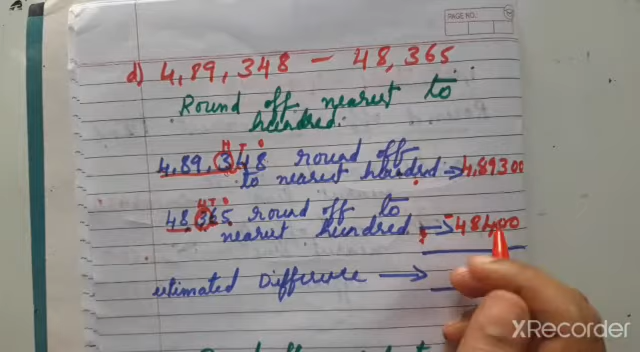 PAGE NO.
d) 4,89,348 - 48,365
Round off nearest to
hundred.
H T O
4,89,348 round off
to nearest hundred → 4,89300
H T O
48,365 round off to
nearest hundred → - 48400
estimated Difference →
XRecorder